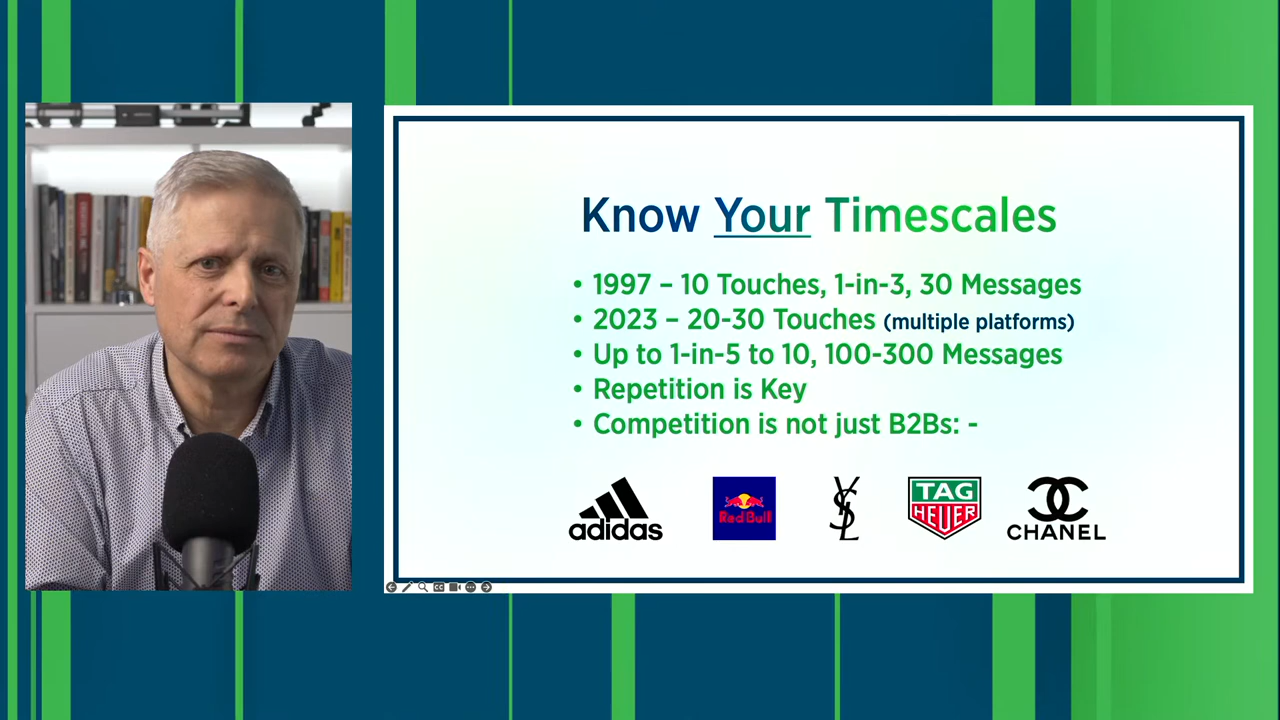 Know Your Timescales
• 1997 – 10 Touches, 1-in-3, 30 Messages
• 2023 – 20-30 Touches (multiple platforms)
• Up to 1-in-5 to 10, 100-300 Messages
• Repetition is Key
• Competition is not just B2Bs: -
adidas
Red Bull
YSL
TAG
HEUER
CHANEL
CC